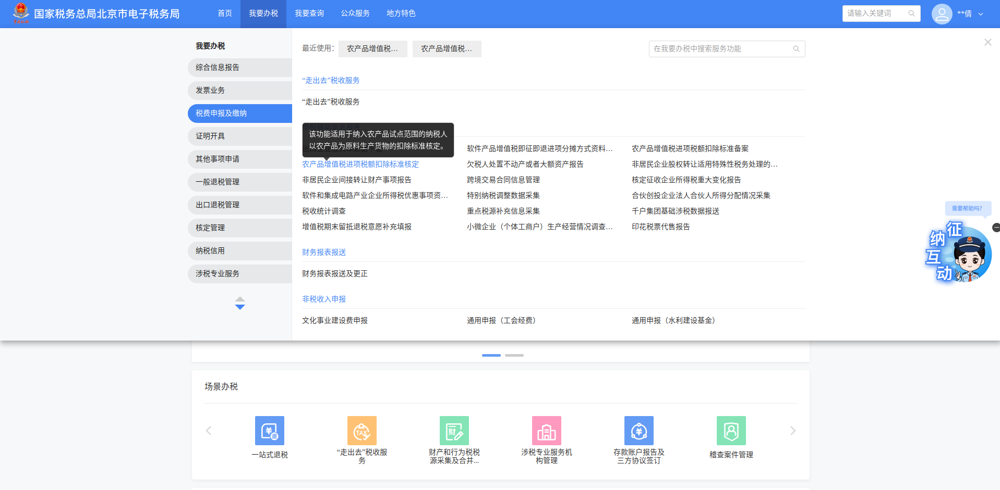 国家税务总局北京市电子税务局
首页 我要办税 我要查询 公众服务 地方特色
请输入关键词
**倩
我要办税
综合信息报告
发票业务
税费申报及缴纳
证明开具
其他事项申请
一般退税管理
出口退税管理
核定管理
纳税信用
涉税专业服务
最近使用： 农产品增值税... 农产品增值税...
在我要办税中搜索服务功能
“走出去”税收服务
“走出去”税收服务
该功能适用于纳入农产品试点范围的纳税人
以农产品为原料生产货物的扣除标准核定。
软件产品增值税即征即退进项分摊方式资料... 农产品增值税进项税额扣除标准备案
农产品增值税进项税额扣除标准核定 欠税人处置不动产或者大额资产报告 非居民企业股权转让适用特殊性税务处理的...
非居民企业间接转让财产事项报告 跨境交易合同信息管理 核定征收企业所得税重大变化报告
软件和集成电路产业企业所得税优惠事项资... 特别纳税调整数据采集 合伙创投企业法人合伙人所得分配情况采集
税收统计调查 重点税源补充信息采集 千户集团基础涉税数据报送
增值税期末留抵退税意愿补充填报 小微企业（个体工商户）生产经营情况调查... 印花税票代售报告
财务报表报送
财务报表报送及更正
非税收入申报
文化事业建设费申报 通用申报（工会经费） 通用申报（水利建设基金）
需要帮助吗?
征
纳
互
动
场景办税
一站式退税
“走出去”税收服
务
财产和行为税税
源采集及合并...
涉税专业服务机
构管理
存款账户报告及
三方协议签订
稽查案件管理
退
TAX
财